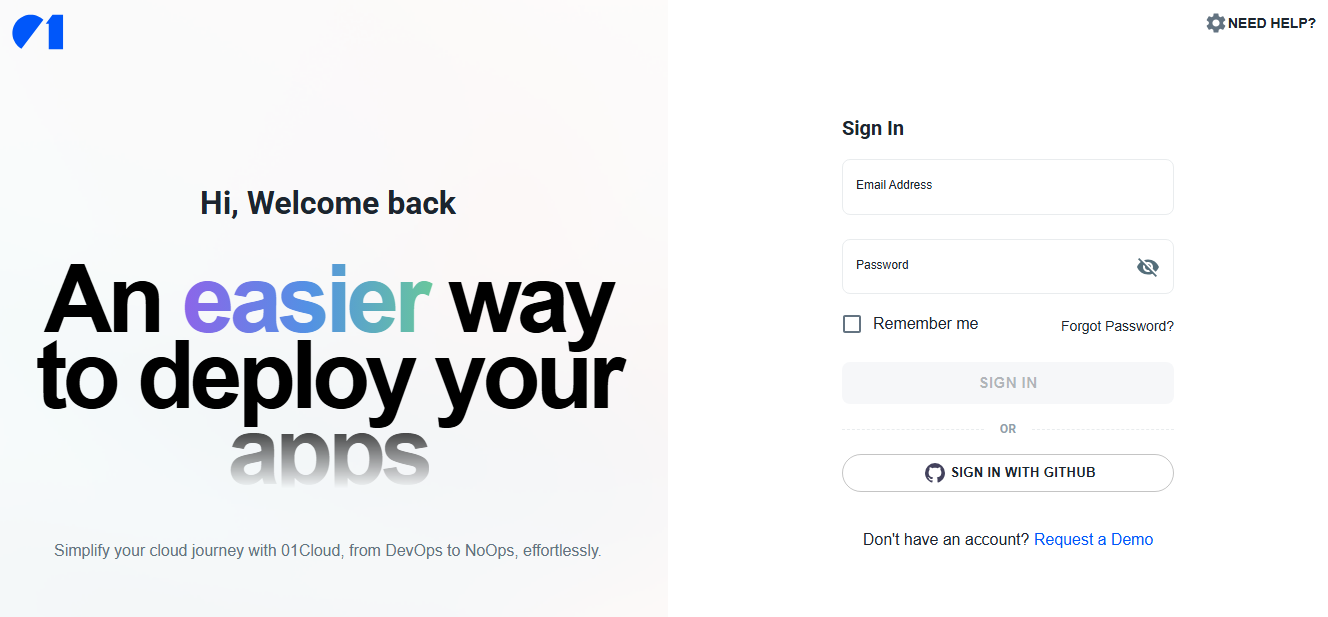 01
NEED HELP?
Hi, Welcome back
An easier way
to deploy your
apps
Simplify your cloud journey with 01Cloud, from DevOps to NoOps, effortlessly.
Sign In
Email Address
Password
Remember me
Forgot Password?
SIGN IN
OR
SIGN IN WITH GITHUB
Don't have an account? Request a Demo